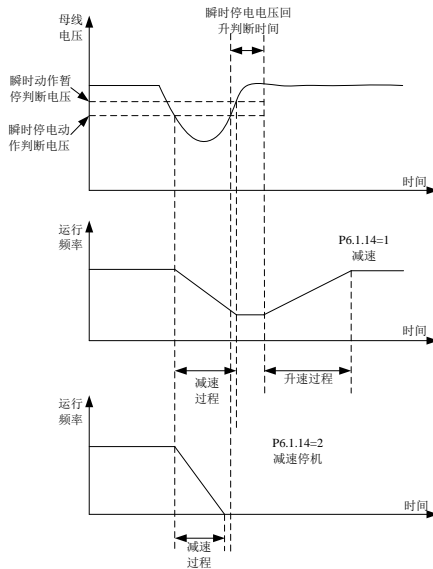 瞬时停电电压回
升判断时间
母线
电压
瞬时动作暂
停判断电压
瞬时停电动
作判断电压
时间
运行
频率
P6.1.14=1
减速
时间
减速
过程
升速过程
运行
频率
P6.1.14=2
减速停机
时间
减速
过程